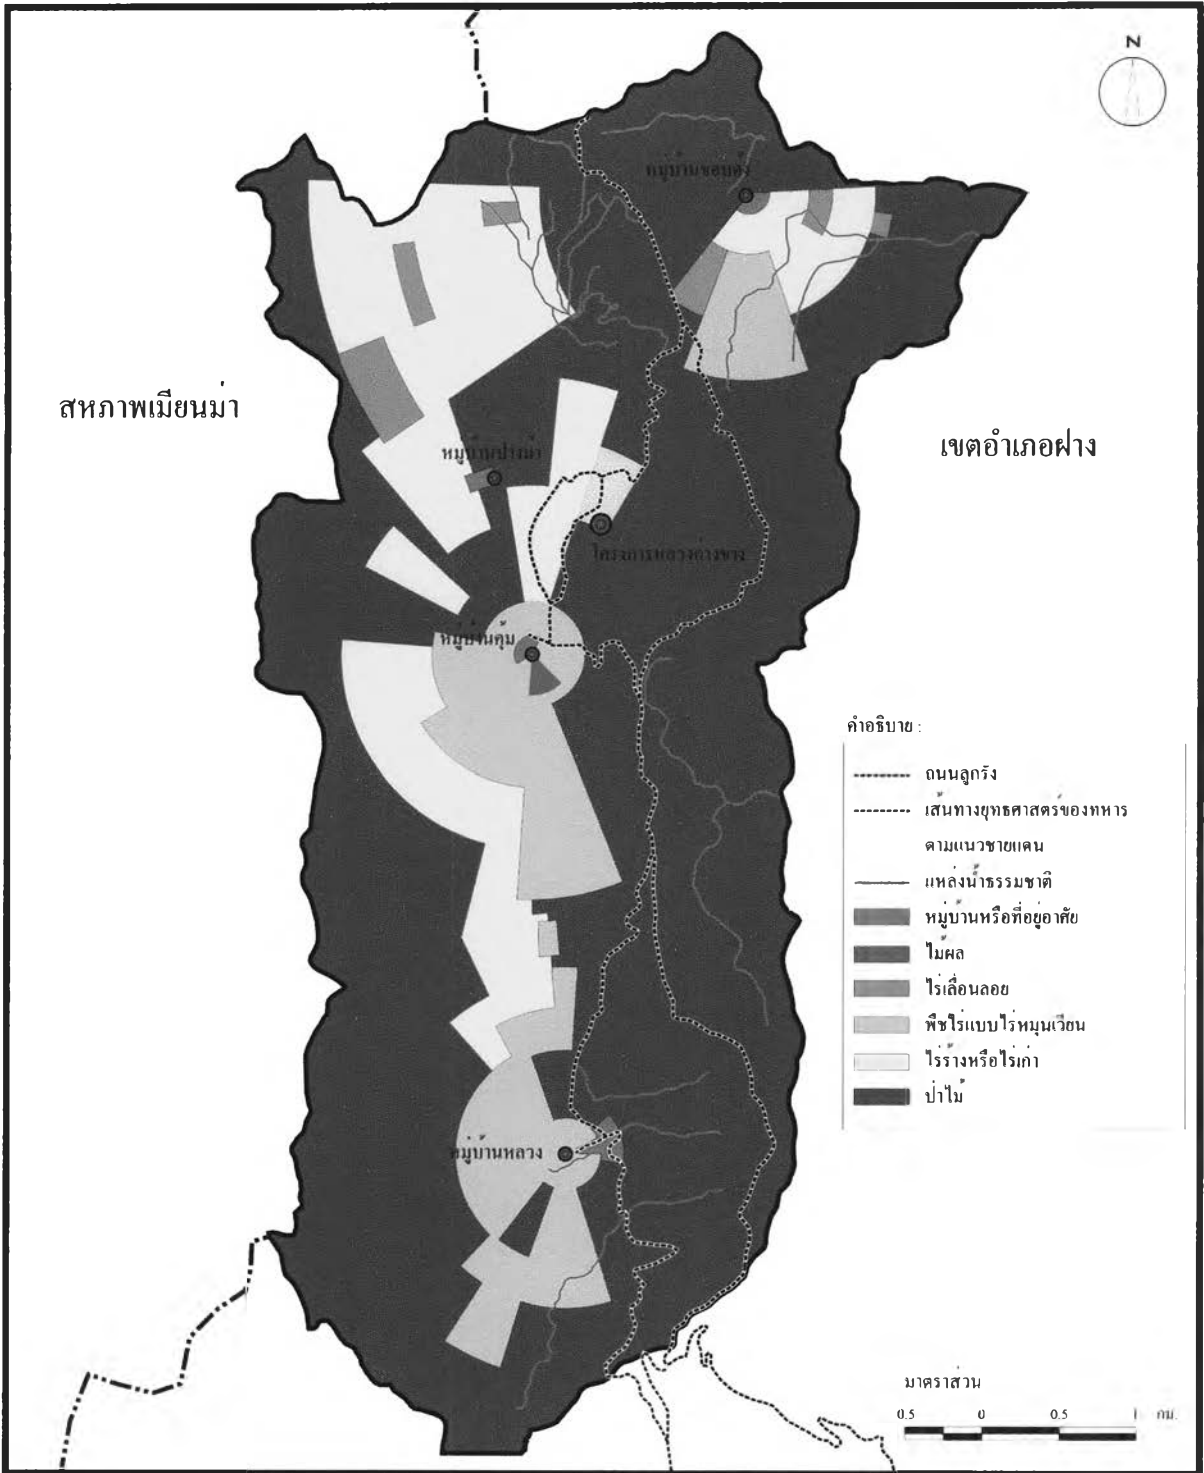 N
หมู่บ้านขอบด้ง
สหภาพเมียนม่า
เขตอำเภอฝาง
หมู่บ้านปางม้า
โครงการหลวงอ่างขาง
หมู่บ้านคุ้ม
คำอธิบาย :
ถนนลูกรัง
เส้นทางยุทธศาสตร์ของทหาร
ตามแนวชายแดน
แหล่งน้ำธรรมชาติ
หมู่บ้านหรือที่อยู่อาศัย
ไม้ผล
ไร่เลื่อนลอย
พืชไร่แบบไร่หมุนเวียน
ไร่ร้างหรือไร่เก่า
ป่าไม้
หมู่บ้านหลวง
มาตราส่วน
0.5 0 0.5 1 กม.